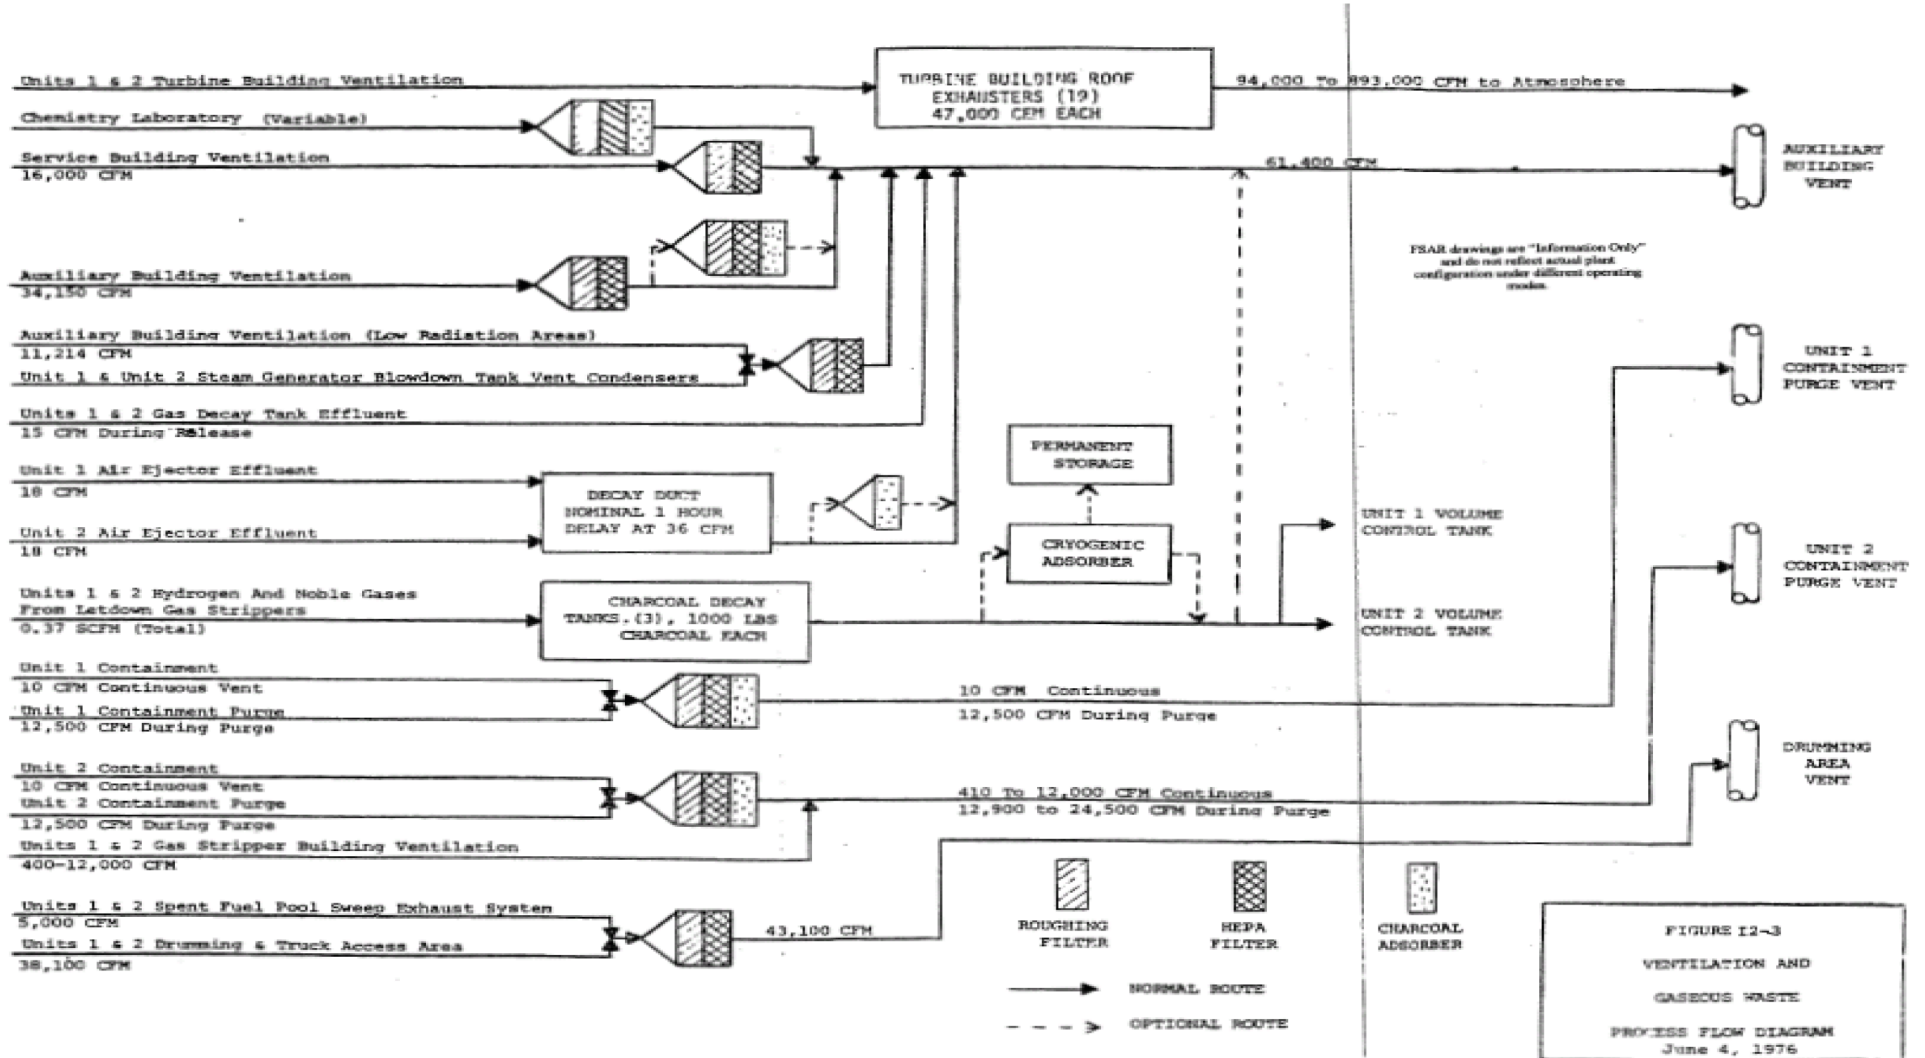 Units 1 & 2 Turbine Building Ventilation
TURBINE BUILDING ROOF
EXHAUSTERS (19)
47,000 CFM EACH
94,000 To 893,000 CFM to Atmosphere
Chemistry Laboratory (Variable)
Service Building Ventilation
16,000 CFM
61,400 CFM
AUXILIARY
BUILDING
VENT
FSAR drawings are "Information Only"
and do not reflect actual plant
configuration under different operating
modes.
Auxiliary Building Ventilation
34,150 CFM
Auxiliary Building Ventilation (Low Radiation Areas)
11,214 CFM
Unit 1 & Unit 2 Steam Generator Blowdown Tank Vent Condensers
UNIT 1
CONTAINMENT
PURGE VENT
Units 1 & 2 Gas Decay Tank Effluent
15 CFM During Release
PERMANENT
STORAGE
Unit 1 Air Ejector Effluent
18 CFM
DECAY DUCT
NOMINAL 1 HOUR
DELAY AT 36 CFM
Unit 2 Air Ejector Effluent
18 CFM
CRYOGENIC
ADSORBER
UNIT 1 VOLUME
CONTROL TANK
UNIT 2
CONTAINMENT
PURGE VENT
Units 1 & 2 Hydrogen And Noble Gases
From Letdown Gas Strippers
0.37 SCFM (Total)
CHARCOAL DECAY
TANKS.(3), 1000 LBS
CHARCOAL EACH
UNIT 2 VOLUME
CONTROL TANK
Unit 1 Containment
10 CFM Continuous Vent
Unit 1 Containment Purge
12,500 CFM During Purge
10 CFM Continuous
12,500 CFM During Purge
DRUMMING
AREA
VENT
Unit 2 Containment
10 CFM Continuous Vent
Unit 2 Containment Purge
12,500 CFM During Purge
410 To 12,000 CFM Continuous
12,900 to 24,500 CFM During Purge
Units 1 & 2 Gas Stripper Building Ventilation
400-12,000 CFM
Units 1 & 2 Spent Fuel Pool Sweep Exhaust System
5,000 CFM
Units 1 & 2 Drumming & Truck Access Area
38,100 CFM
43,100 CFM
ROUGHING
FILTER
HEPA
FILTER
CHARCOAL
ADSORBER
NORMAL ROUTE
OPTIONAL ROUTE
FIGURE 12-3
VENTILATION AND
GASEOUS WASTE
PROCESS FLOW DIAGRAM
June 4, 1976